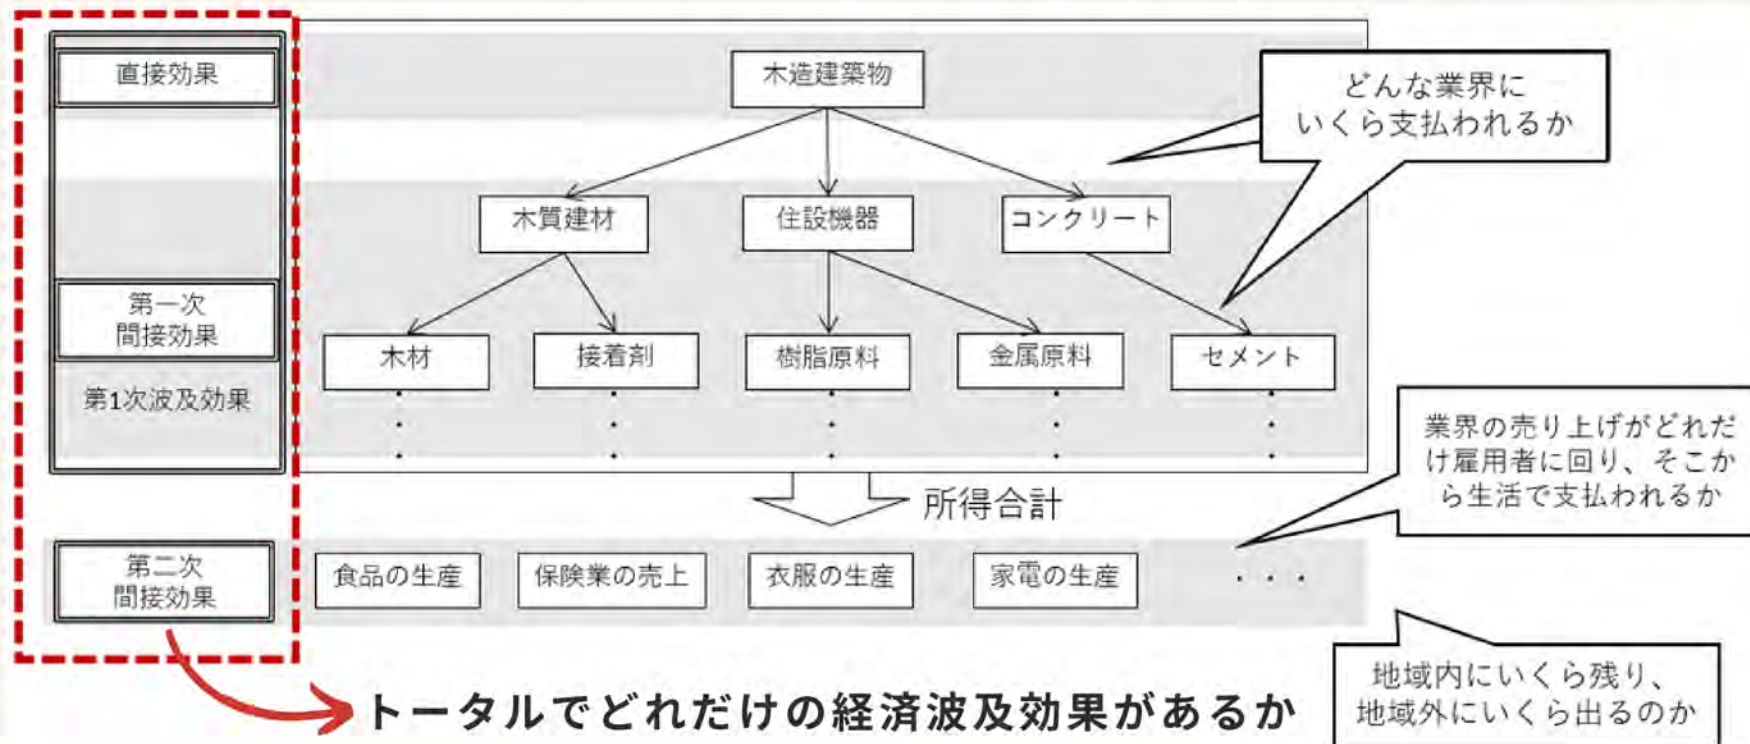 直接効果
木造建築物
どんな業界に
いくら支払われるか
木質建材
住設機器
コンクリート
第一次
間接効果
木材
接着剤
樹脂原料
金属原料
セメント
第1次波及効果
業界の売り上げがどれだ
け雇用者に回り、そこか
ら生活で支払われるか
所得合計
第二次
間接効果
食品の生産
保険業の売上
衣服の生産
家電の生産
・・・
地域内にいくら残り、
地域外にいくら出るのか
トータルでどれだけの経済波及効果があるか